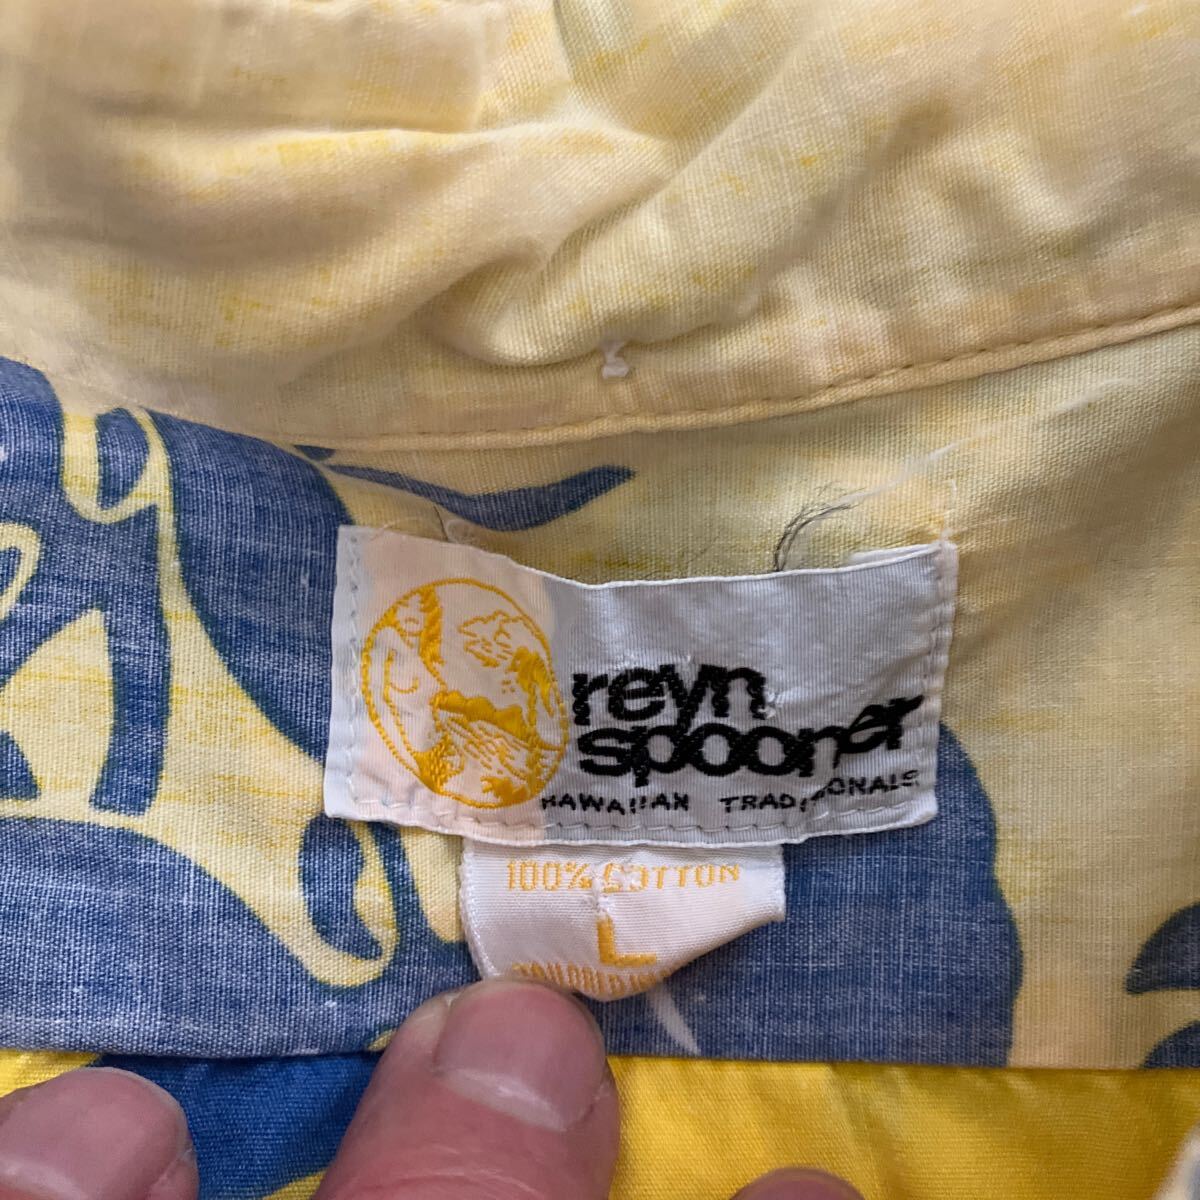 reyn
spooner
HAWAIIAN TRADITIONALS
100% COTTON
L